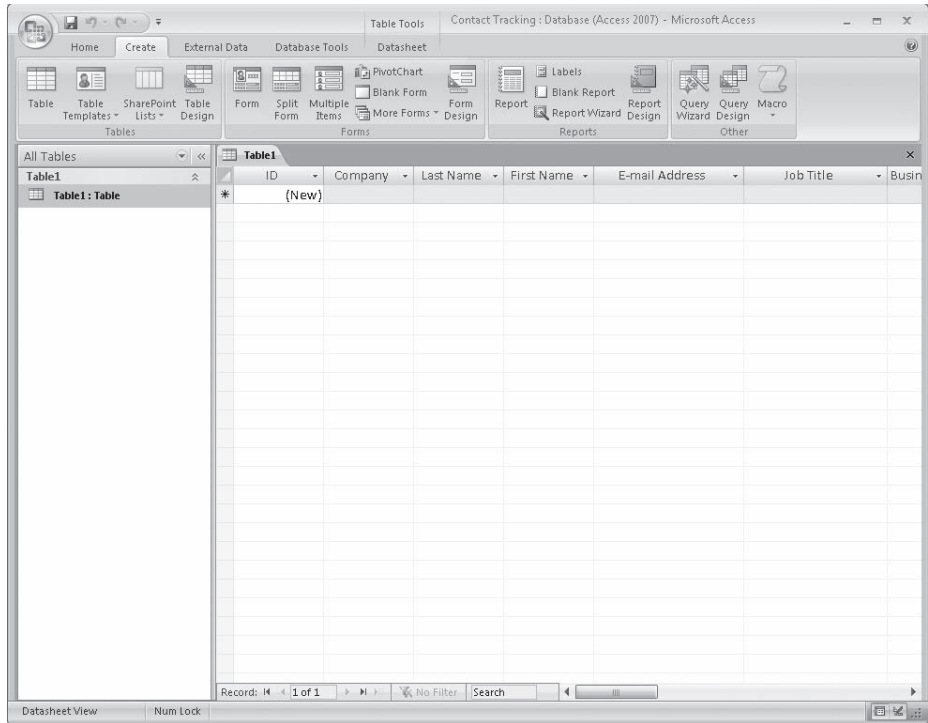 Table Tools Contact Tracking : Database (Access 2007) - Microsoft Access
Home Create External Data Database Tools Datasheet
Table
Table Templates
SharePoint Lists
Table Design
Tables
Form
Split Form
Multiple Items
PivotChart
Blank Form
More Forms
Form Design
Forms
Report
Labels
Blank Report
Report Wizard
Report Design
Reports
Query Wizard
Query Design
Macro
Other
All Tables
Table1
Table1 : Table
Table1
ID Company Last Name First Name E-mail Address Job Title Busin
* (New)
Record: 1 of 1 No Filter Search
Datasheet View Num Lock